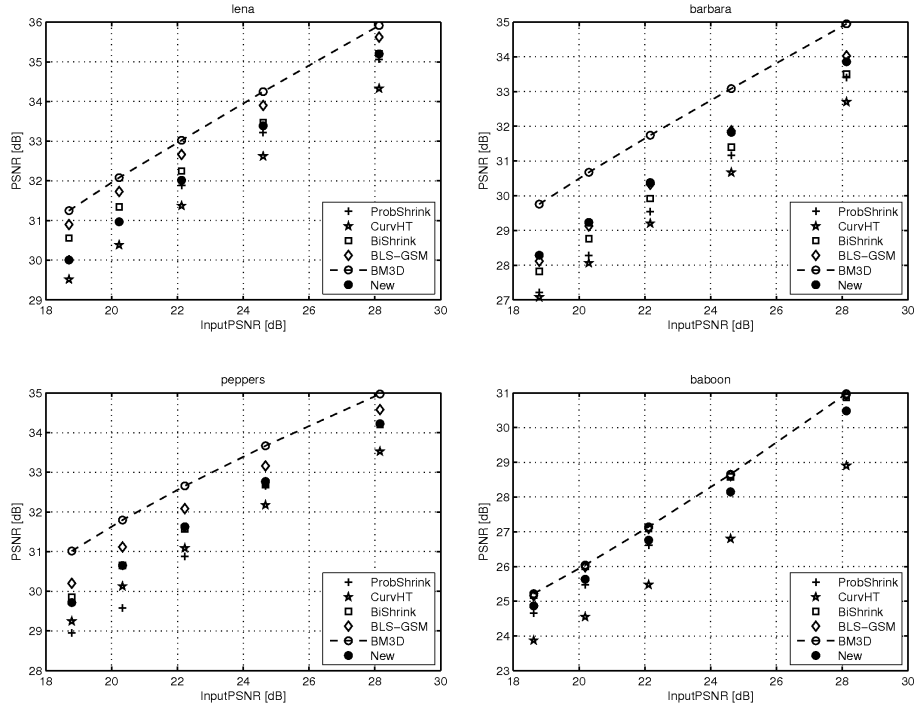 lena
PSNR [dB]
36
35
34
33
32
31
30
29
18
20
22
24
26
28
30
InputPSNR [dB]
ProbShrink
CurvHT
BiShrink
BLS-GSM
BM3D
New
barbara
PSNR [dB]
35
34
33
32
31
30
29
28
27
18
20
22
24
26
28
30
InputPSNR [dB]
ProbShrink
CurvHT
BiShrink
BLS-GSM
BM3D
New
peppers
PSNR [dB]
35
34
33
32
31
30
29
28
18
20
22
24
26
28
30
InputPSNR [dB]
ProbShrink
CurvHT
BiShrink
BLS-GSM
BM3D
New
baboon
PSNR [dB]
31
30
29
28
27
26
25
24
23
18
20
22
24
26
28
30
InputPSNR [dB]
ProbShrink
CurvHT
BiShrink
BLS-GSM
BM3D
New